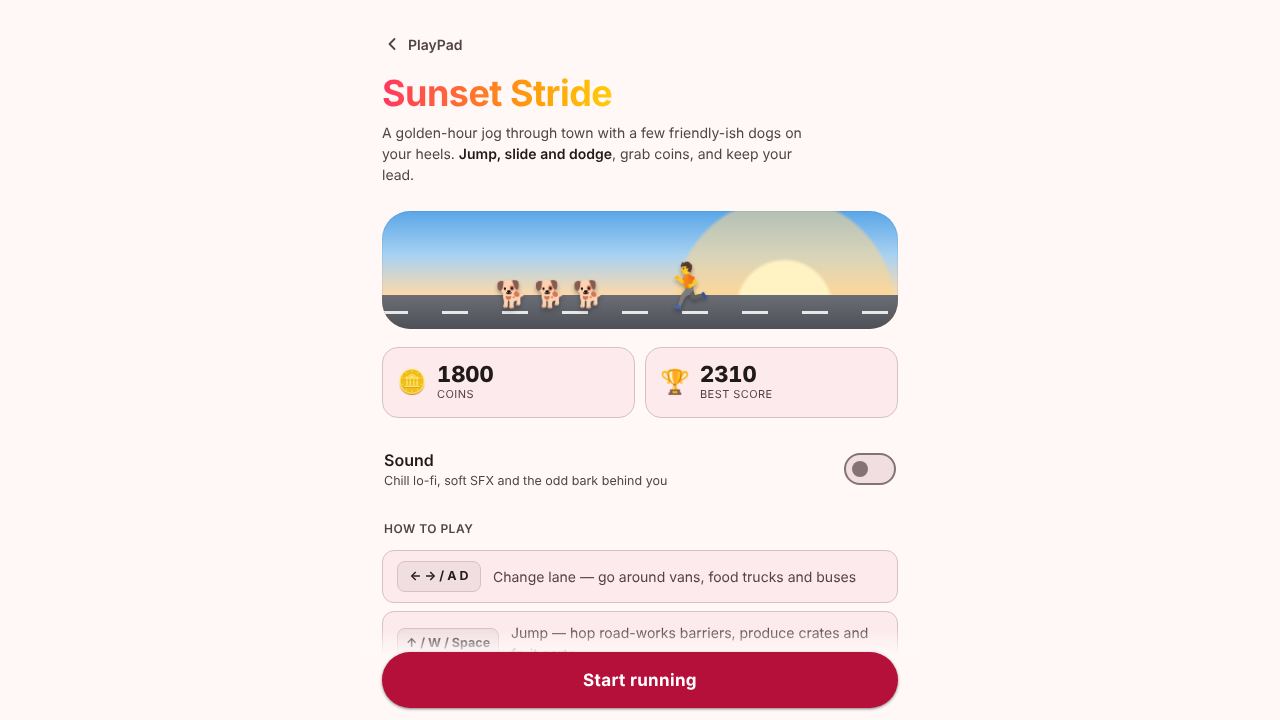 PlayPad
Sunset Stride
A golden-hour jog through town with a few friendly-ish dogs on
your heels. Jump, slide and dodge, grab coins, and keep your
lead.
1800
COINS
2310
BEST SCORE
Sound
Chill lo-fi, soft SFX and the odd bark behind you
HOW TO PLAY
← → / A D
Change lane — go around vans, food trucks and buses
↑ / W / Space
Jump — hop road-works barriers, produce crates and
Start running